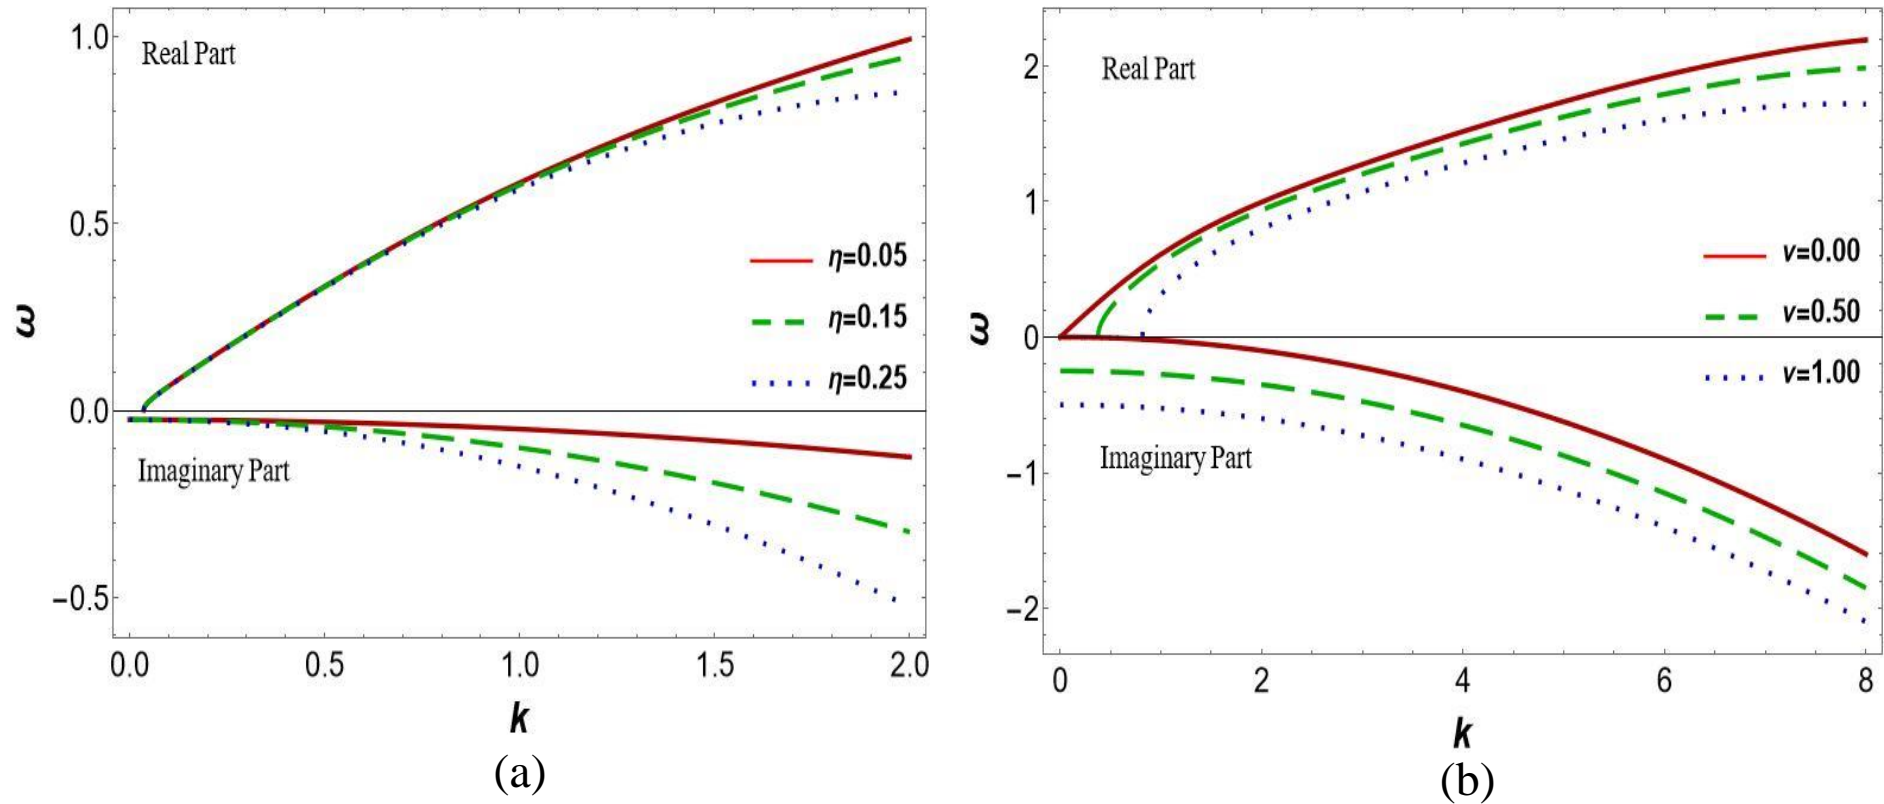 Real Part
1.0
0.5
0.0
−0.5
ω
η=0.05
η=0.15
η=0.25
Imaginary Part
0.0 0.5 1.0 1.5 2.0
k
(a)
Real Part
2
1
0
−1
−2
ω
ν=0.00
ν=0.50
ν=1.00
Imaginary Part
0 2 4 6 8
k
(b)